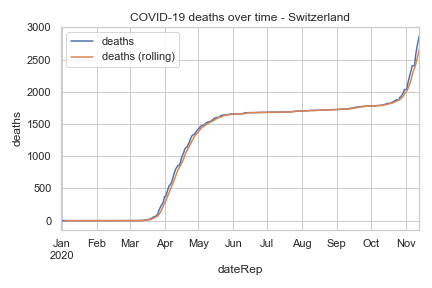 COVID-19 deaths over time - Switzerland
3000
2500
2000
1500
1000
500
0
deaths
deaths
deaths (rolling)
Jan Feb Mar Apr May Jun Jul Aug Sep Oct Nov
2020
dateRep